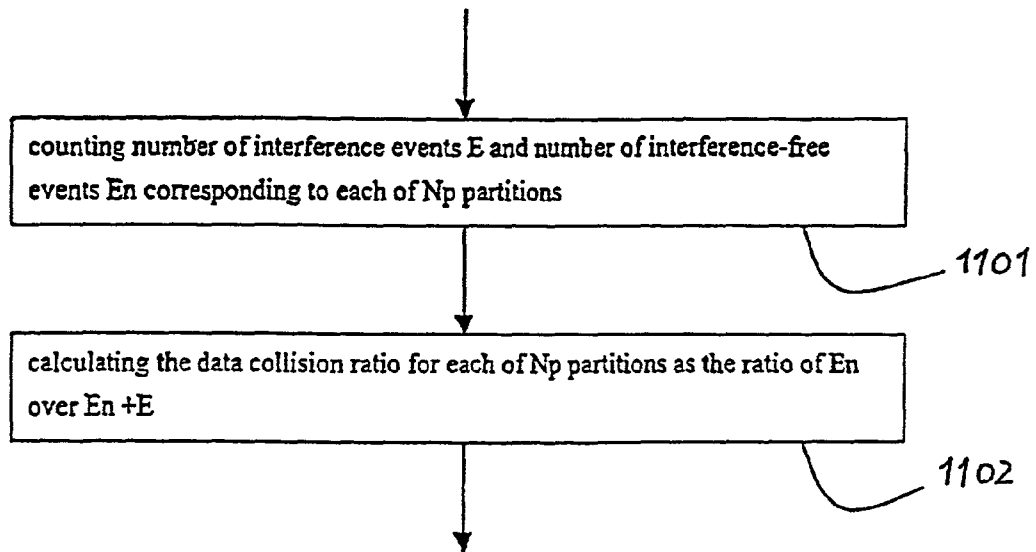 counting number of interference events E and number of interference-free
events En corresponding to each of Np partitions
1101
calculating the data collision ratio for each of Np partitions as the ratio of En
over En +E
1102